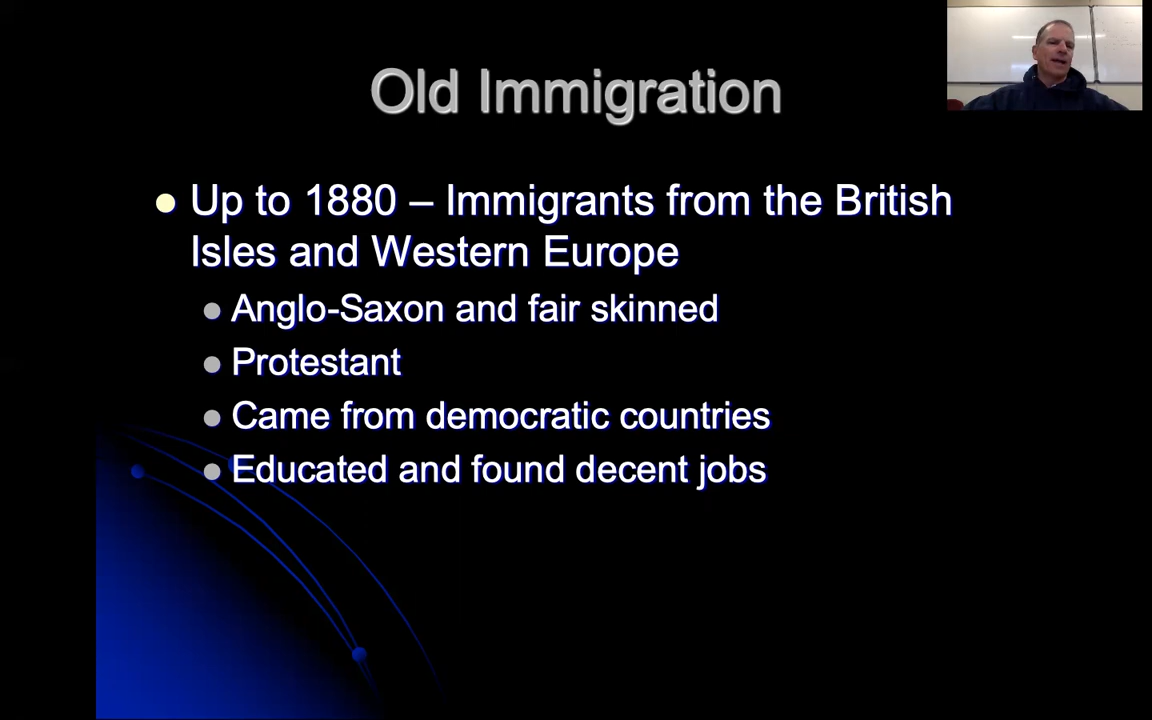 Old Immigration
Up to 1880 – Immigrants from the British
Isles and Western Europe
Anglo-Saxon and fair skinned
Protestant
Came from democratic countries
Educated and found decent jobs